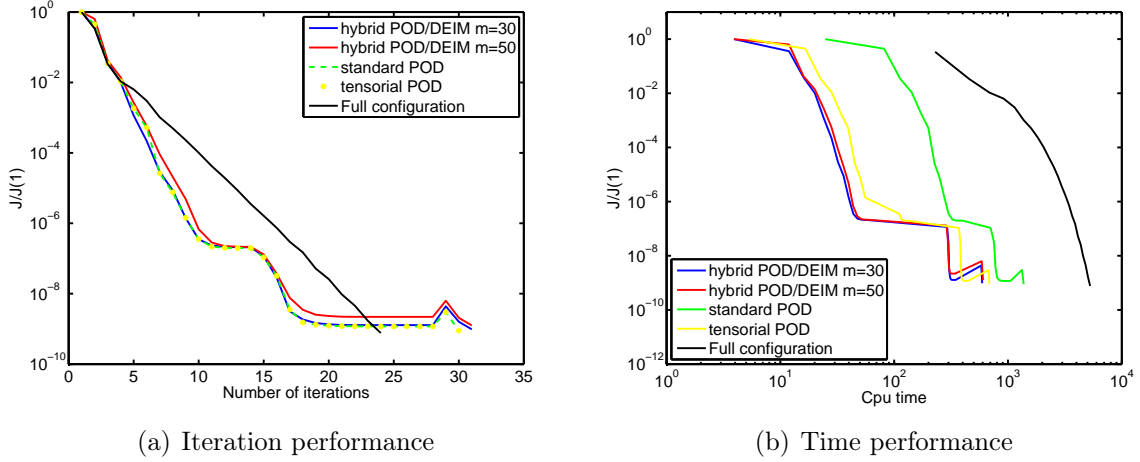 10^0
10^-2
10^-4
10^-6
10^-8
10^-10
J/J(1)
0 5 10 15 20 25 30 35
Number of iterations
hybrid POD/DEIM m=30
hybrid POD/DEIM m=50
standard POD
tensorial POD
Full configuration
(a) Iteration performance
10^0
10^-2
10^-4
10^-6
10^-8
10^-10
10^-12
J/J(1)
10^0 10^1 10^2 10^3 10^4
Cpu time
hybrid POD/DEIM m=30
hybrid POD/DEIM m=50
standard POD
tensorial POD
Full configuration
(b) Time performance